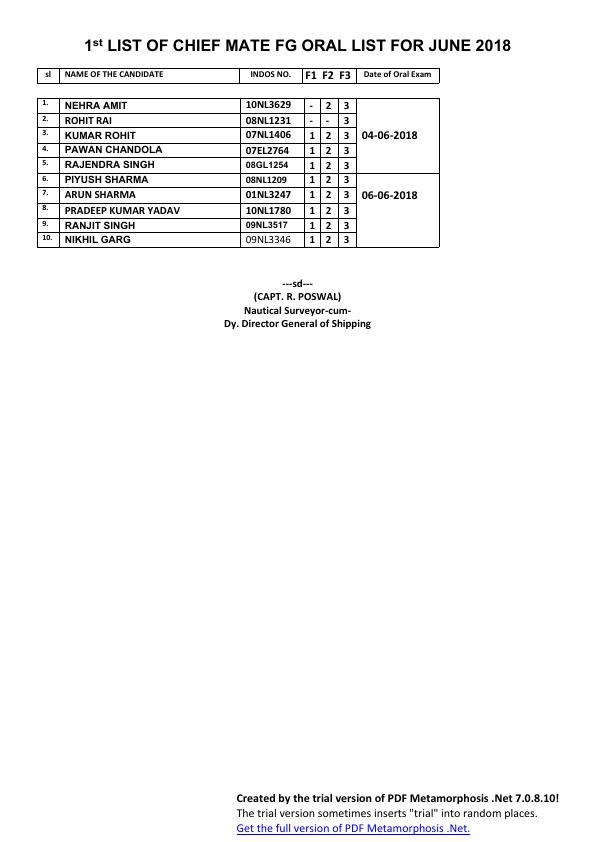 1st LIST OF CHIEF MATE FG ORAL LIST FOR JUNE 2018
sl NAME OF THE CANDIDATE INDOS NO. F1 F2 F3 Date of Oral Exam
1. NEHRA AMIT 10NL3629 - 2 3
2. ROHIT RAI 08NL1231 - - 3
3. KUMAR ROHIT 07NL1406 1 2 3 04-06-2018
4. PAWAN CHANDOLA 07EL2764 1 2 3
5. RAJENDRA SINGH 08GL1254 1 2 3
6. PIYUSH SHARMA 08NL1209 1 2 3
7. ARUN SHARMA 01NL3247 1 2 3 06-06-2018
8. PRADEEP KUMAR YADAV 10NL1780 1 2 3
9. RANJIT SINGH 09NL3517 1 2 3
10. NIKHIL GARG 09NL3346 1 2 3
---sd---
(CAPT. R. POSWAL)
Nautical Surveyor-cum-
Dy. Director General of Shipping
Created by the trial version of PDF Metamorphosis .Net 7.0.8.10!
The trial version sometimes inserts "trial" into random places.
Get the full version of PDF Metamorphosis .Net.